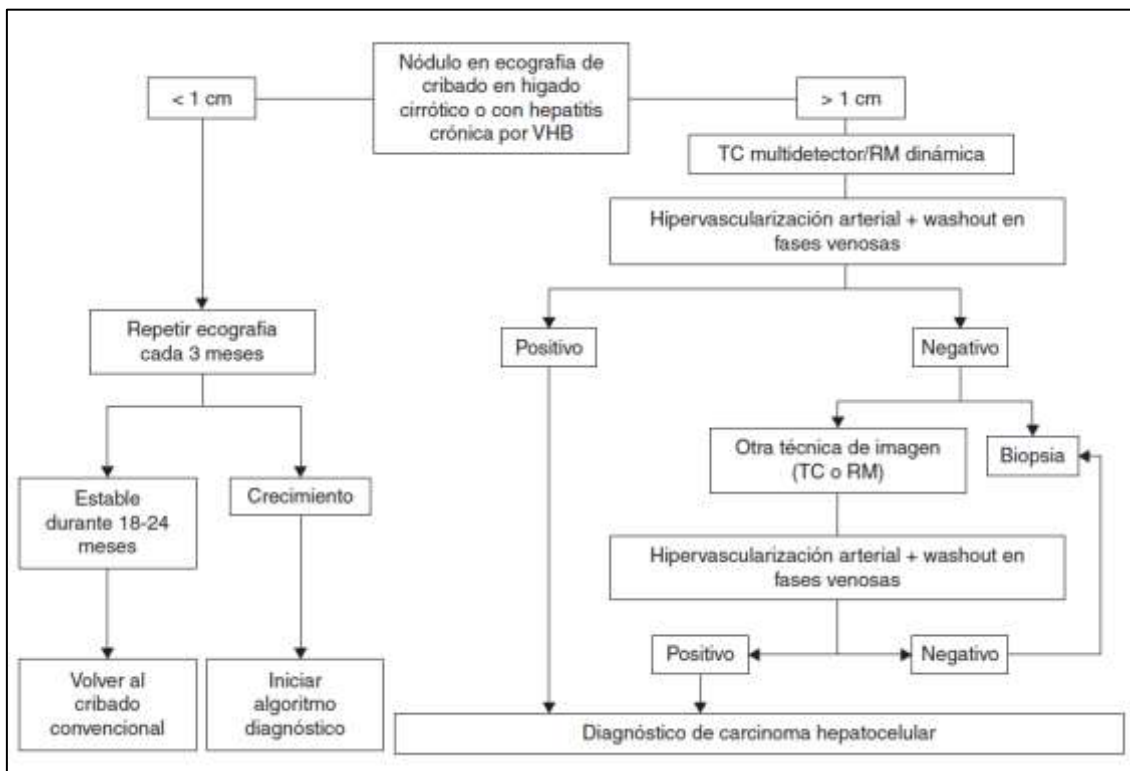 Nódulo en ecografia de
cribado en higado
cirrótico o con hepatitis
crónica por VHB
< 1 cm
> 1 cm
TC multidetector/RM dinámica
Hipervascularización arterial + washout en
fases venosas
Repetir ecografia
cada 3 meses
Positivo
Negativo
Otra técnica de imagen
(TC o RM)
Biopsia
Estable
durante 18-24
meses
Crecimiento
Hipervascularización arterial + washout en
fases venosas
Positivo
Negativo
Volver al
cribado
convencional
Iniciar
algoritmo
diagnóstico
Diagnóstico de carcinoma hepatocelular